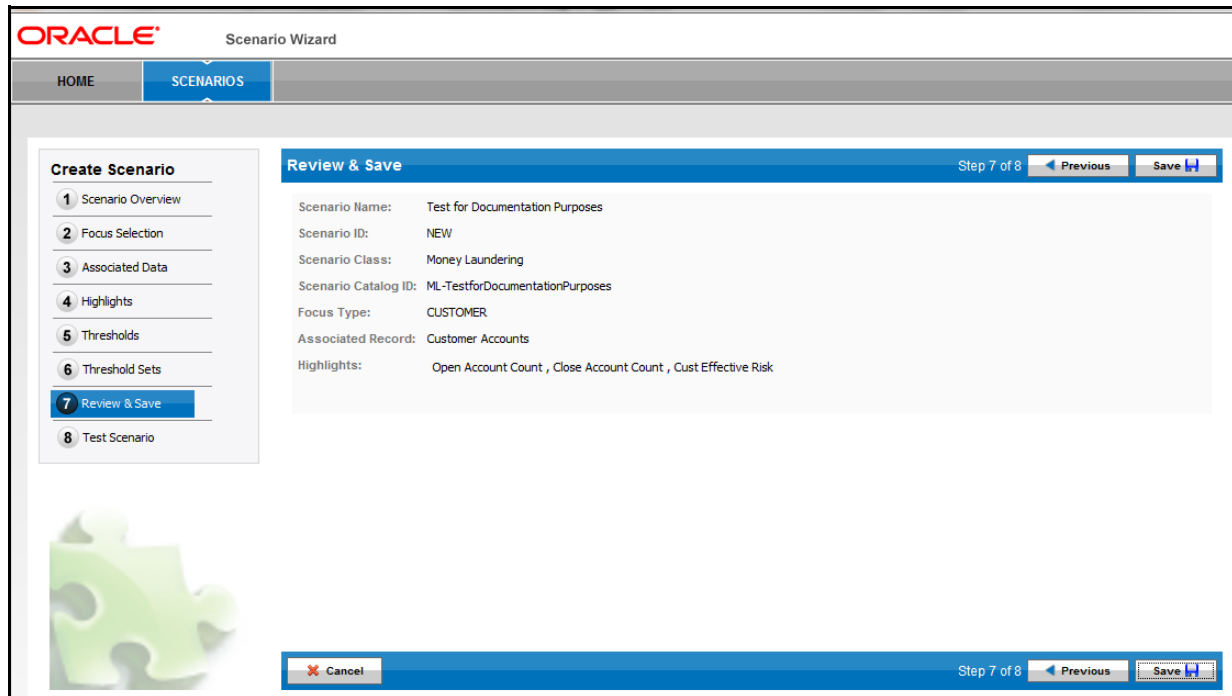 ORACLE
Scenario Wizard
HOME SCENARIOS
Create Scenario
1 Scenario Overview
2 Focus Selection
3 Associated Data
4 Highlights
5 Thresholds
6 Threshold Sets
7 Review & Save
8 Test Scenario
Review & Save Step 7 of 8 Previous Save
Scenario Name: Test for Documentation Purposes
Scenario ID: NEW
Scenario Class: Money Laundering
Scenario Catalog ID: ML-TestforDocumentationPurposes
Focus Type: CUSTOMER
Associated Record: Customer Accounts
Highlights: Open Account Count , Close Account Count , Cust Effective Risk
Cancel Step 7 of 8 Previous Save